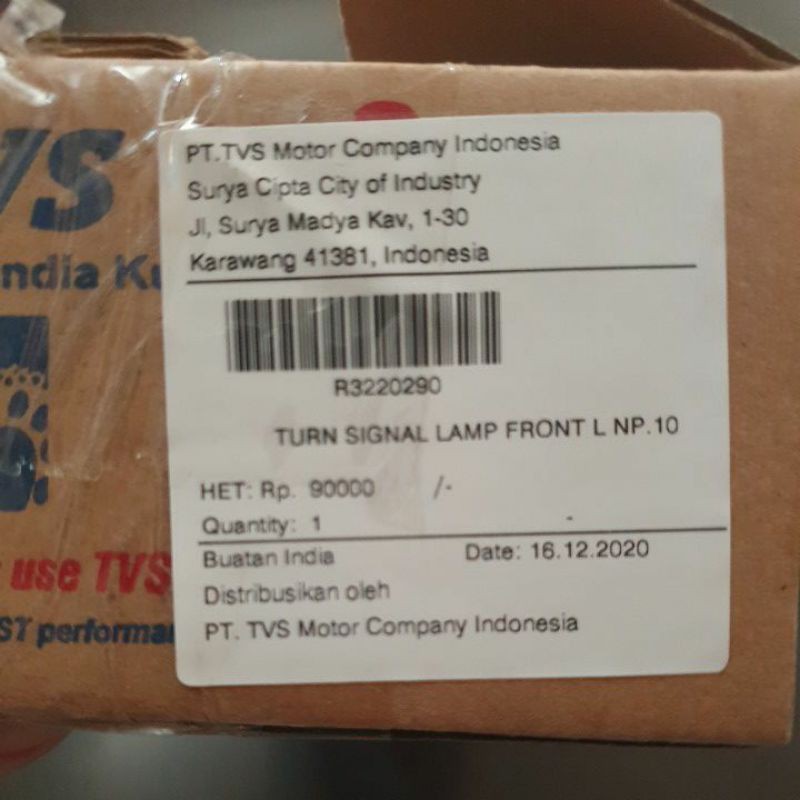 VS
ndia
PT.TVS Motor Company Indonesia
Surya Cipta City of Industry
Jl, Surya Madya Kav, 1-30
Karawang 41381, Indonesia
R3220290
TURN SIGNAL LAMP FRONT L NP.10
HET: Rp. 90000 /-
Quantity: 1 -
Buatan India Date: 16.12.2020
Distribusikan oleh
PT. TVS Motor Company Indonesia
use TVS
ST performa